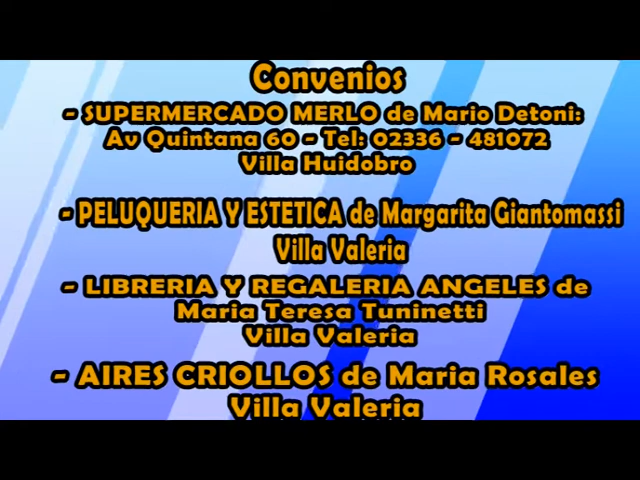 Convenios
- SUPERMERCADO MERLO de Mario Detoni:
Av Quintana 60 - Tel: 02336 - 481072
Villa Huidobro
- PELUQUERIA Y ESTETICA de Margarita Giantomassi
Villa Valeria
- LIBRERIA Y REGALERIA ANGELES de
Maria Teresa Tuninetti
Villa Valeria
- AIRES CRIOLLOS de Maria Rosales
Villa Valeria